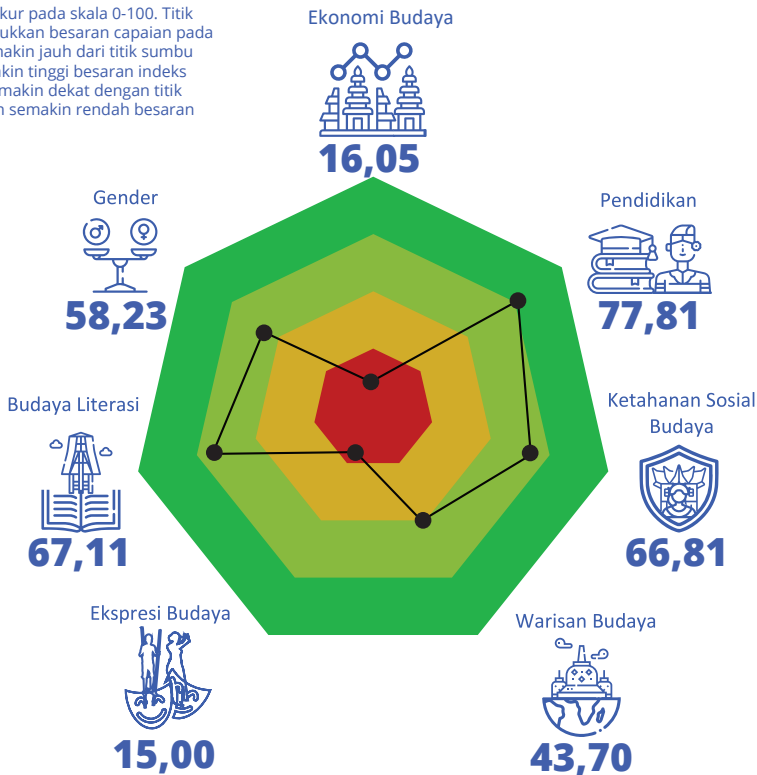 kur pada skala 0-100. Titik
ukkan besaran capaian pada
makin jauh dari titik sumbu
kin tinggi besaran indeks
makin dekat dengan titik
n semakin rendah besaran
Ekonomi Budaya
16,05
Gender
58,23
Pendidikan
77,81
Budaya Literasi
67,11
Ketahanan Sosial
Budaya
66,81
Ekspresi Budaya
15,00
Warisan Budaya
43,70